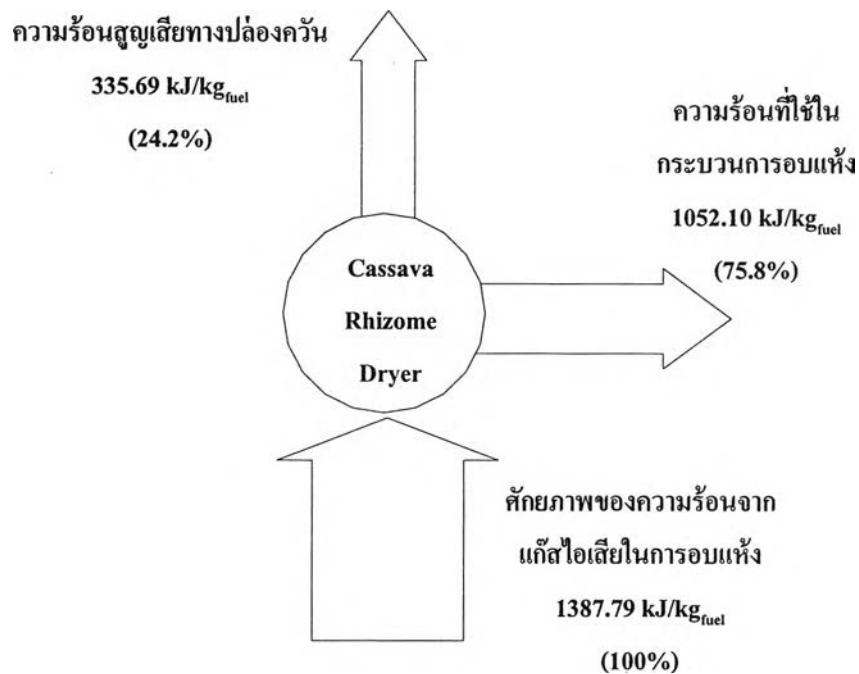 ความร้อนสูญเสียทางปล่องควัน
335.69 kJ/kg_fuel
(24.2%)
ความร้อนที่ใช้ใน
กระบวนการอบแห้ง
1052.10 kJ/kg_fuel
(75.8%)
Cassava
Rhizome
Dryer
ศักยภาพของความร้อนจาก
แก๊สไอเสียในการอบแห้ง
1387.79 kJ/kg_fuel
(100%)